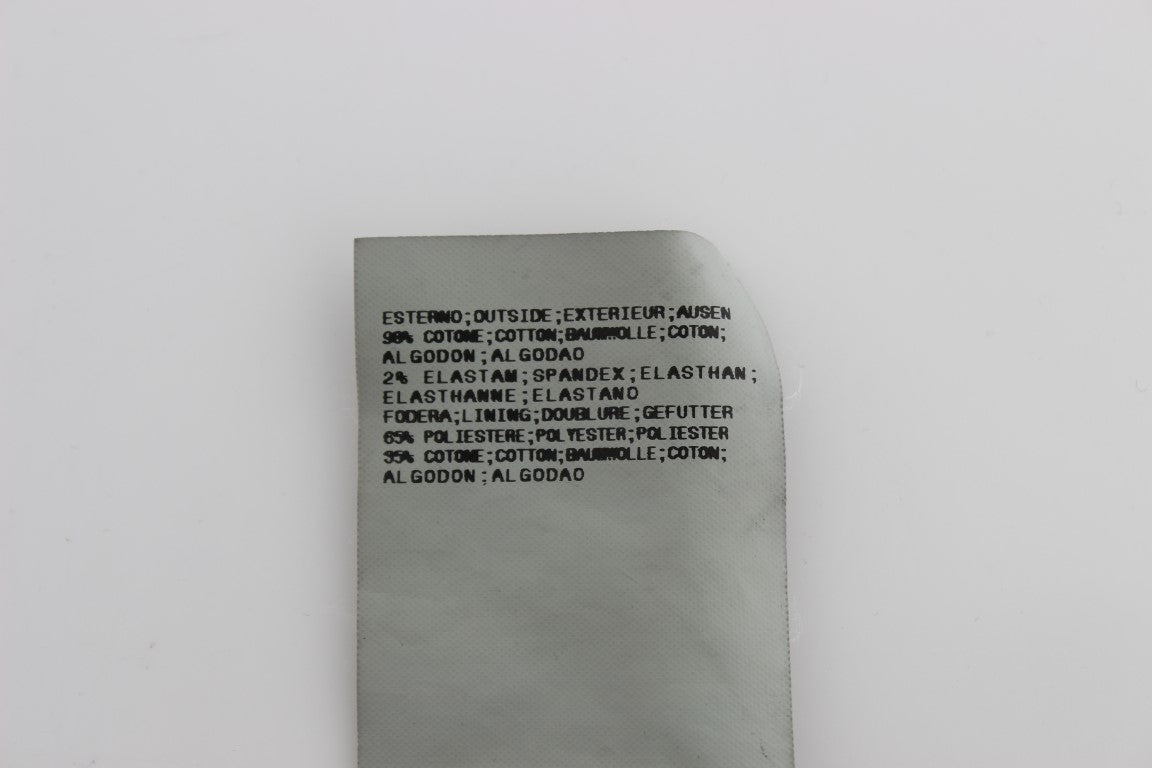 ESTERNO;OUTSIDE;EXTERIEUR;AUSEN
98% COTONE;COTTON;BAUMWOLLE;COTON;
ALGODON;ALGODAO
2% ELASTAN;SPANDEX;ELASTHAN;
ELASTHANNE;ELASTANO
FODERA;LINING;DOUBLURE;GEFUTTER
65% POLIESTERE;POLYESTER;POLIESTER
35% COTONE;COTTON;BAUMWOLLE;COTON;
ALGODON;ALGODAO